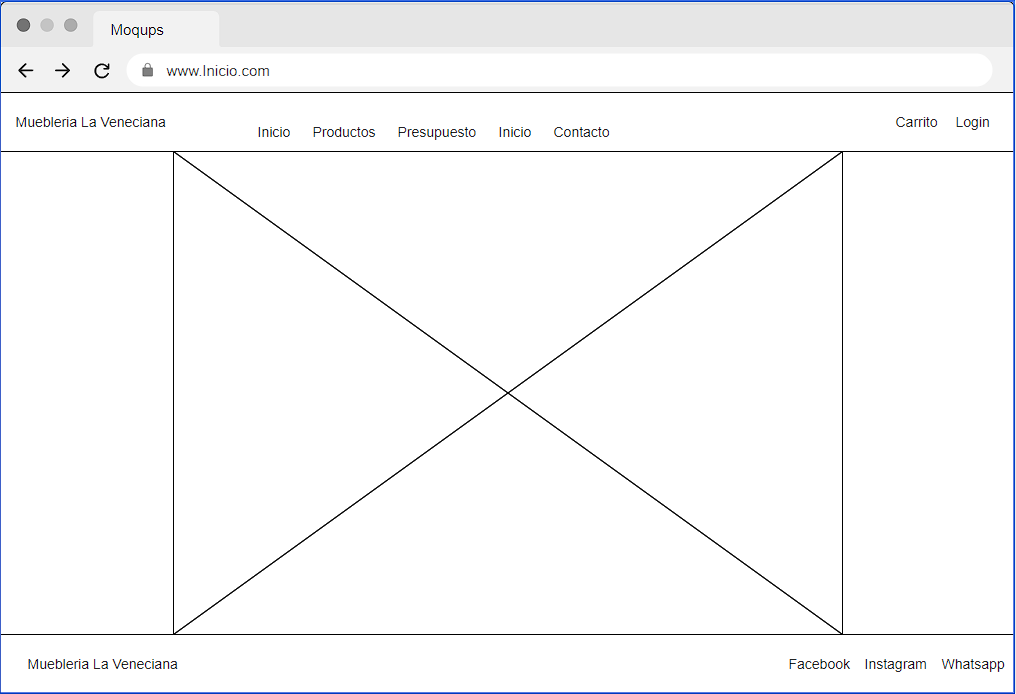 Moqups
www.Inicio.com
Muebleria La Veneciana
Inicio Productos Presupuesto Inicio Contacto
Carrito Login
Muebleria La Veneciana
Facebook Instagram Whatsapp